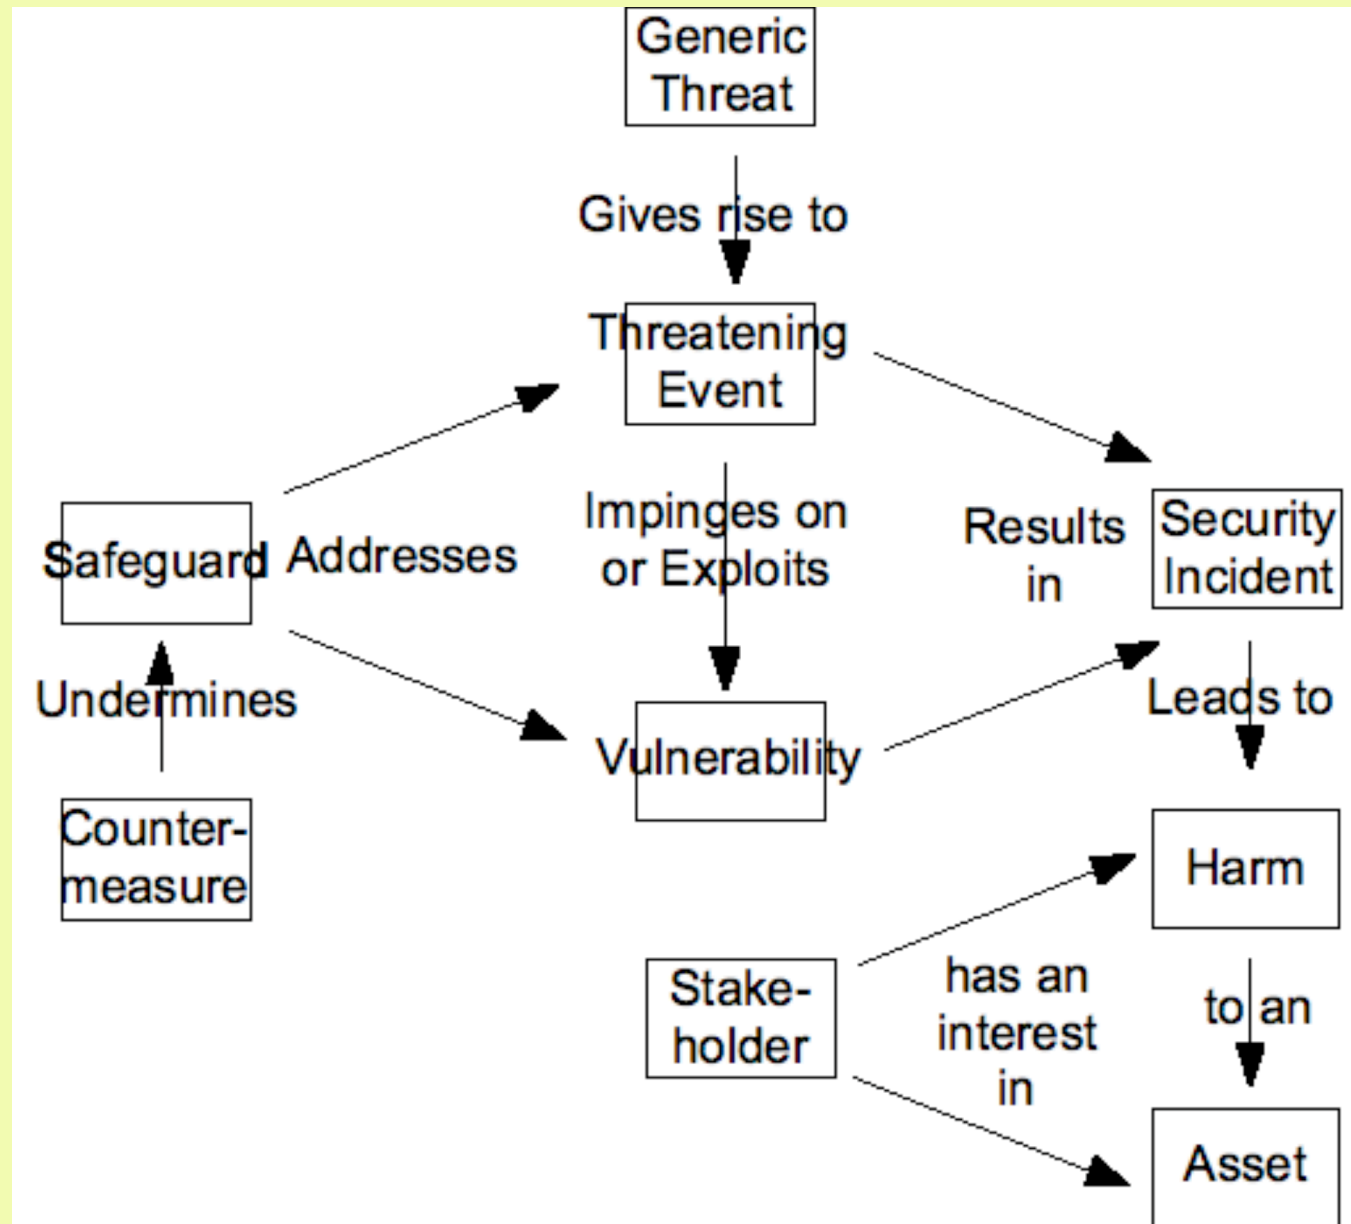 Generic
Threat
Gives rise to
Threatening
Event
Impinges on
or Exploits
Results
in
Security
Incident
Safeguard
Addresses
Undermines
Counter-
measure
Vulnerability
Leads to
Harm
Stake-
holder
has an
interest
in
to an
Asset